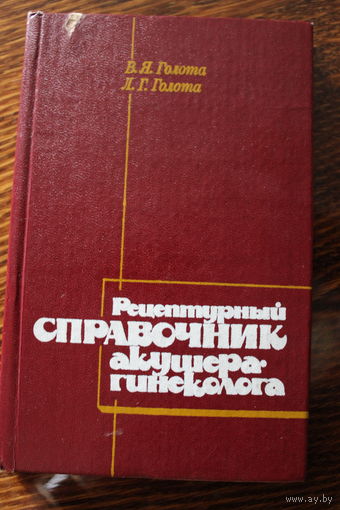 В. Я. Голота
Л. Г. Голота
Рецептурный
СПРАВОЧНИК
акушера-
гинеколога
www.ay.by